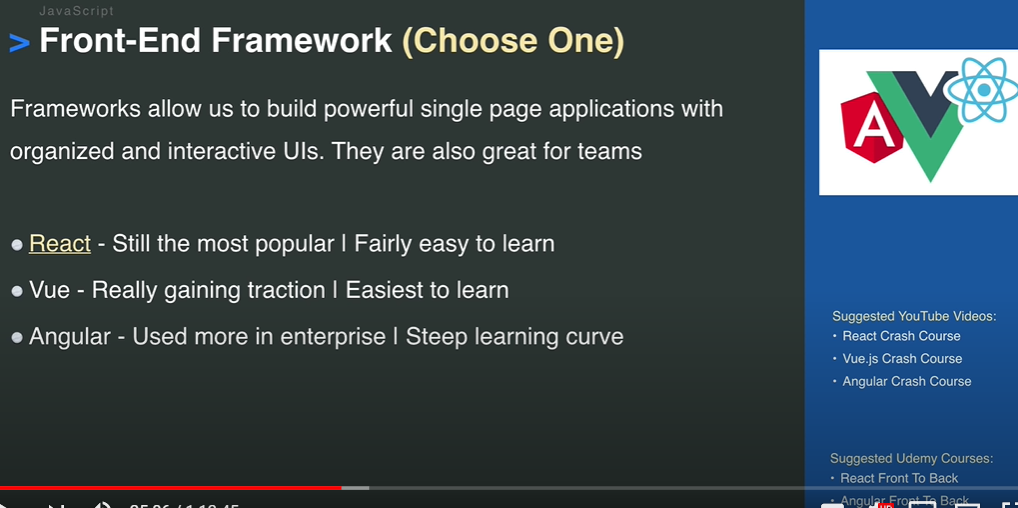 JavaScript
> Front-End Framework (Choose One)
Frameworks allow us to build powerful single page applications with
organized and interactive UIs. They are also great for teams
● React - Still the most popular | Fairly easy to learn
● Vue - Really gaining traction | Easiest to learn
● Angular - Used more in enterprise | Steep learning curve
A
Suggested YouTube Videos:
• React Crash Course
• Vue.js Crash Course
• Angular Crash Course
Suggested Udemy Courses:
• React Front To Back
• Angular Front To Back
HD